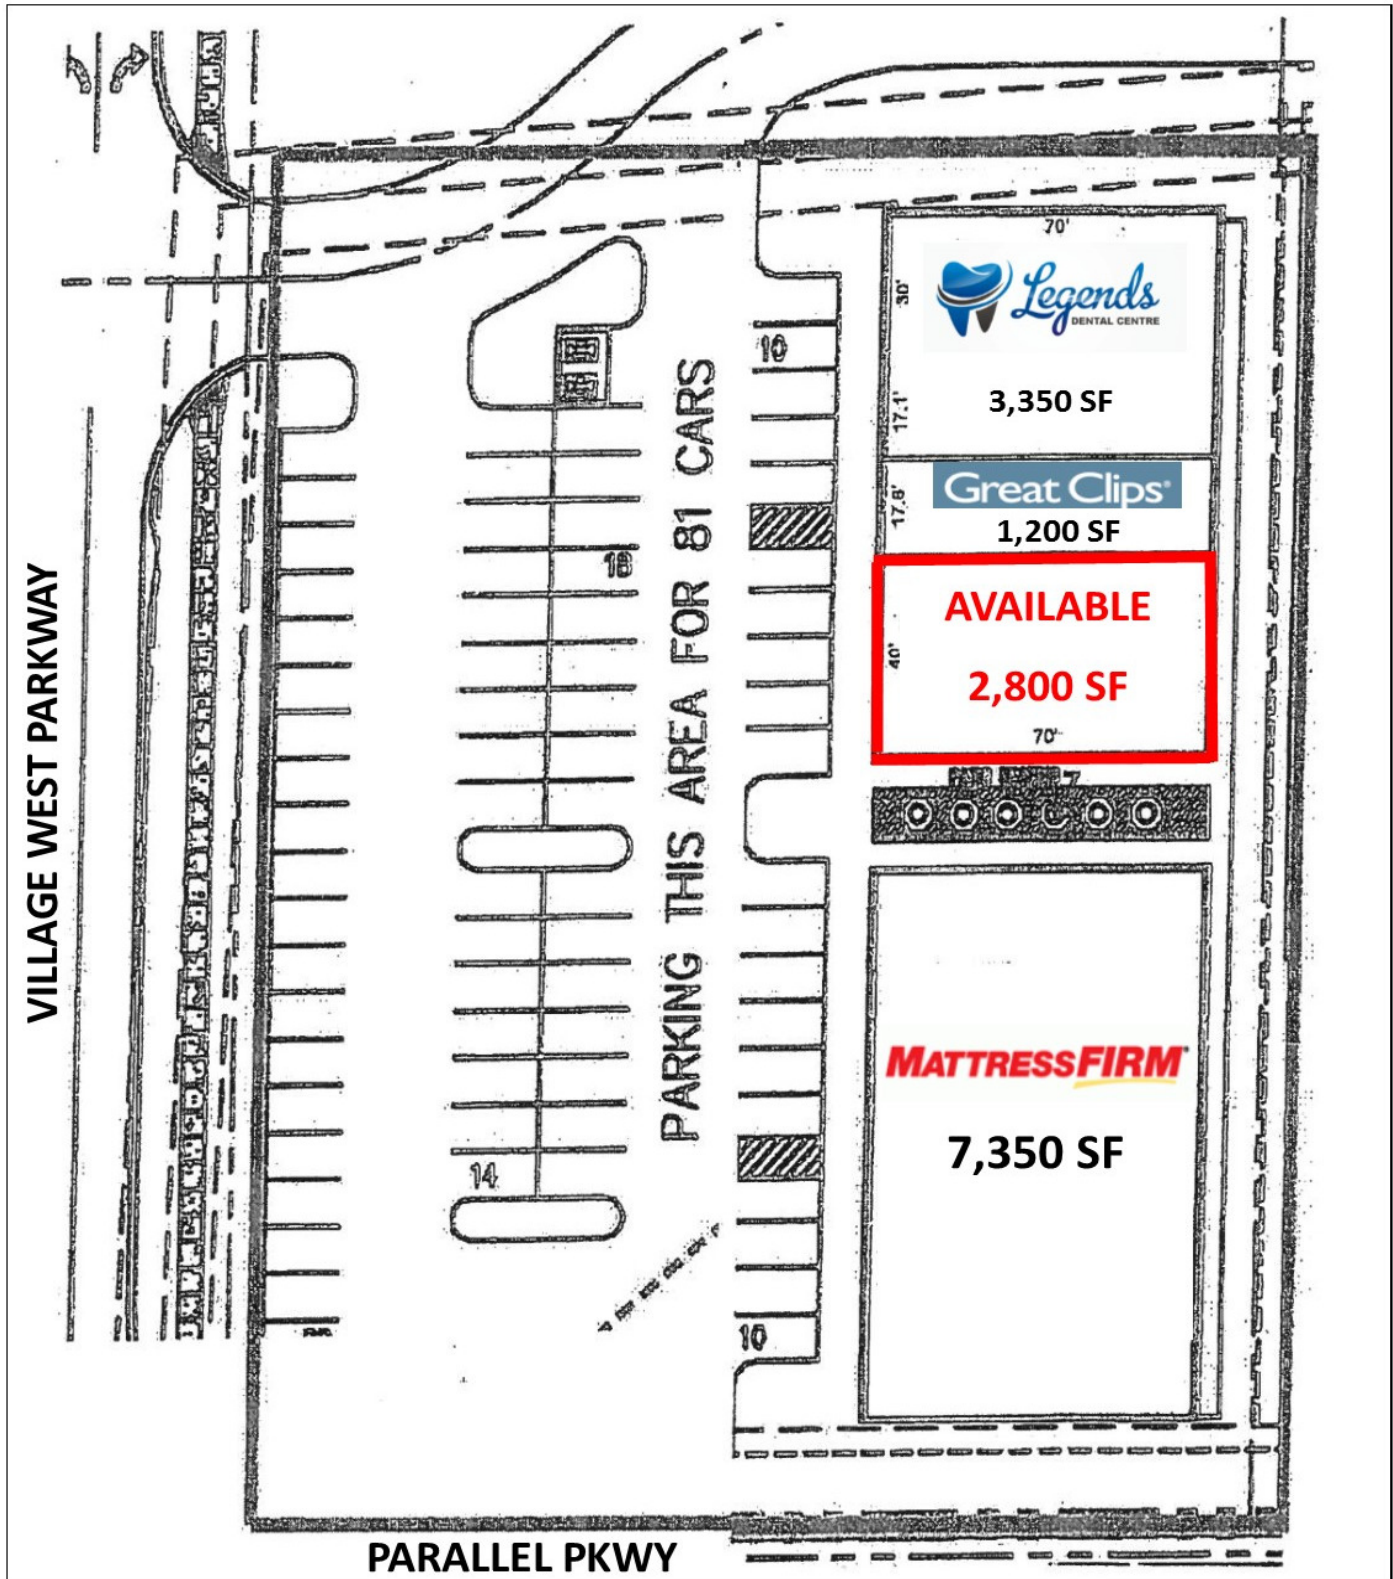 70'
30'
Legends
DENTAL CENTRE
10
3,350 SF
17.1'
Great Clips®
17.8'
1,200 SF
18
AVAILABLE
40'
2,800 SF
70'
PARKING THIS AREA FOR 81 CARS
VILLAGE WEST PARKWAY
MATTRESSFIRM®
7,350 SF
14
10
PARALLEL PKWY